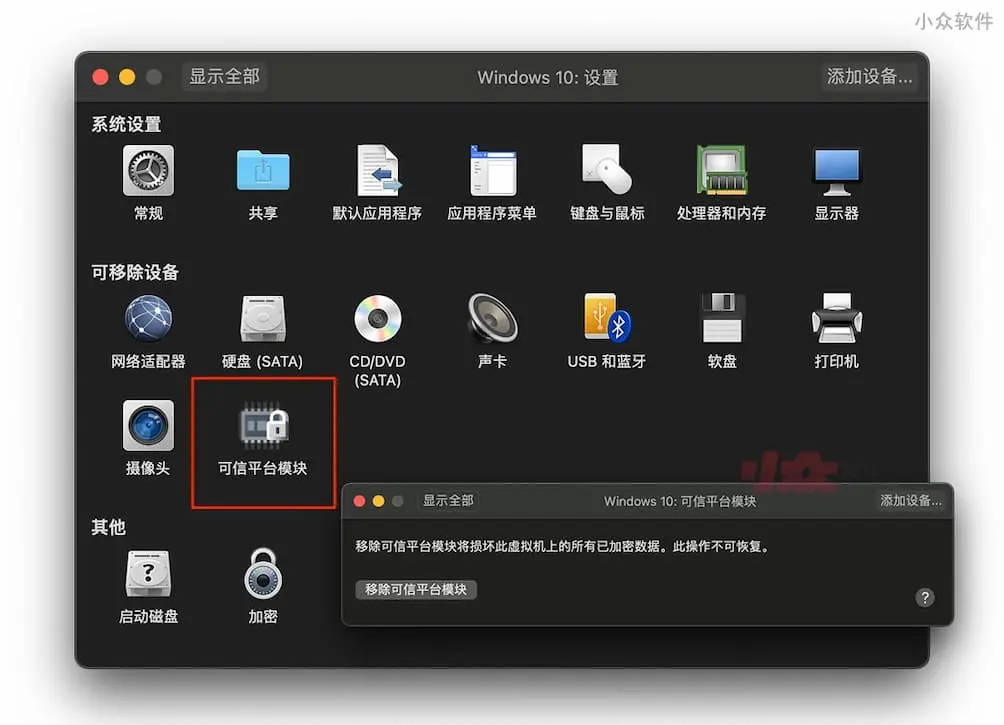 小众软件
显示全部
Windows 10: 设置
添加设备...
系统设置
常规
共享
默认应用程序
应用程序菜单
键盘与鼠标
处理器和内存
显示器
可移除设备
网络适配器
硬盘 (SATA)
CD/DVD
(SATA)
声卡
USB 和蓝牙
软盘
打印机
摄像头
可信平台模块
小众
显示全部
Windows 10: 可信平台模块
添加设备...
移除可信平台模块将损坏此虚拟机上的所有已加密数据。此操作不可恢复。
移除可信平台模块
?
其他
?
启动磁盘
加密